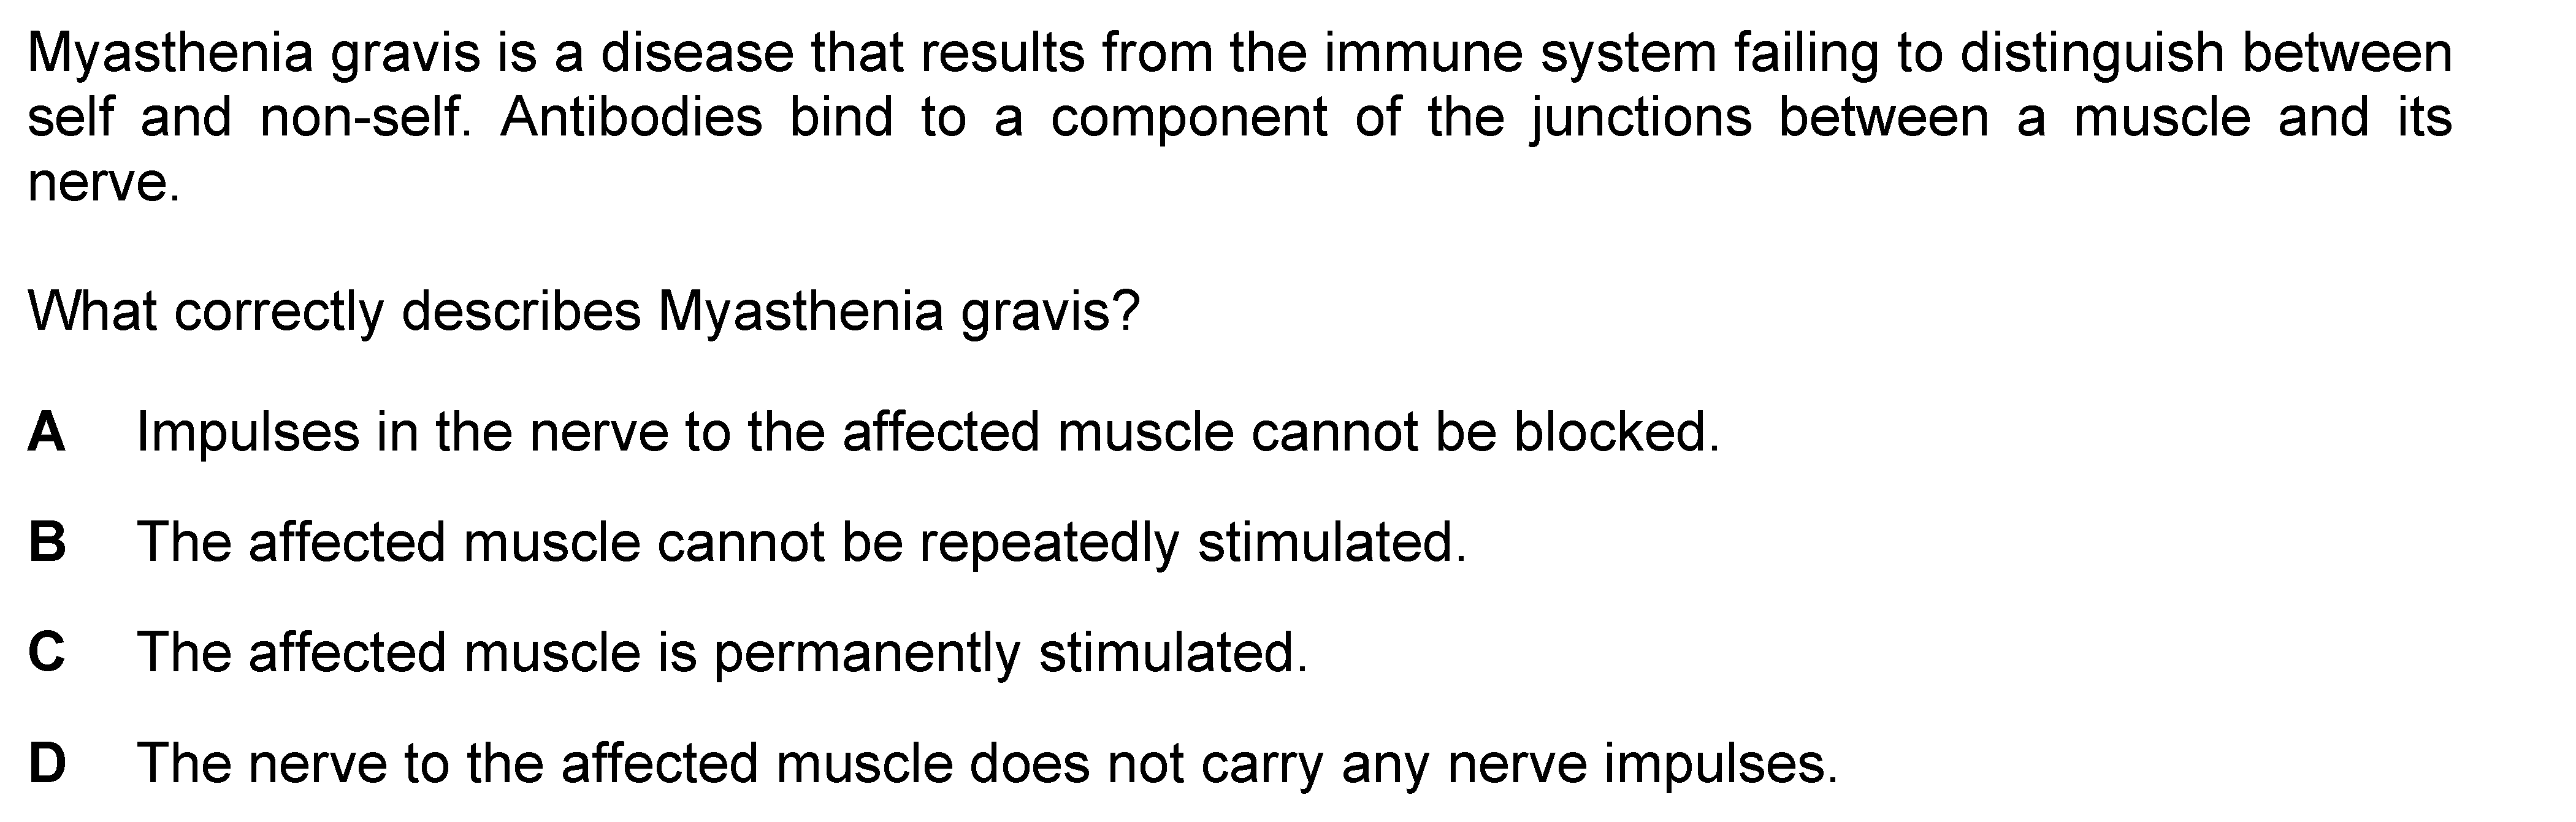 Myasthenia gravis is a disease that results from the immune system failing to distinguish between
self and non-self. Antibodies bind to a component of the junctions between a muscle and its
nerve.
What correctly describes Myasthenia gravis?
A Impulses in the nerve to the affected muscle cannot be blocked.
B The affected muscle cannot be repeatedly stimulated.
C The affected muscle is permanently stimulated.
D The nerve to the affected muscle does not carry any nerve impulses.